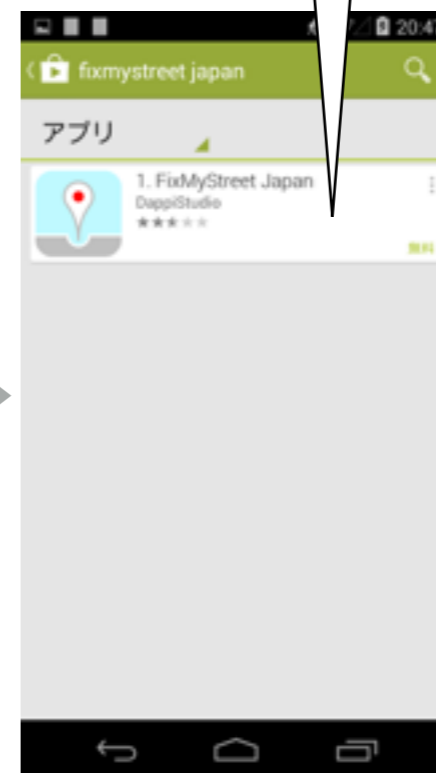 20:47
fixmystreet japan
アプリ
1. FixMyStreet Japan
DappiStudio
無料